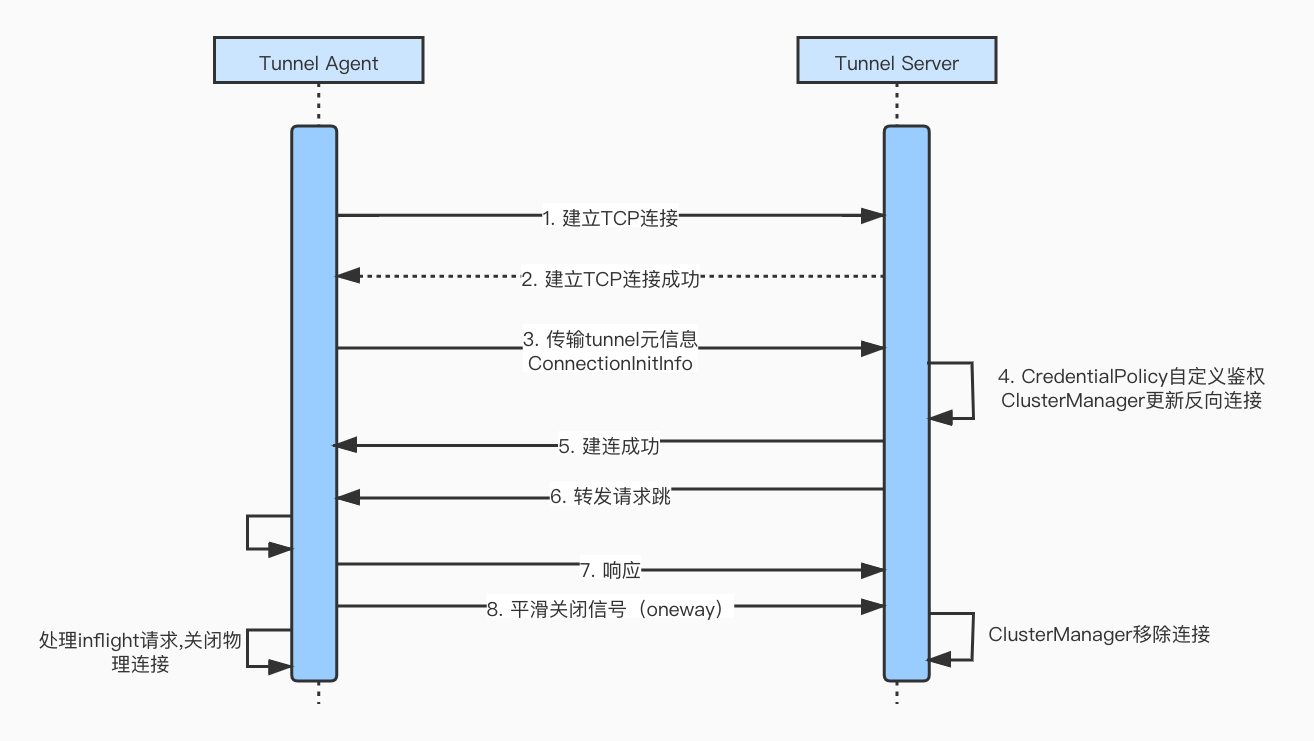 Tunnel Agent
Tunnel Server
1. 建立TCP连接
2. 建立TCP连接成功
3. 传输tunnel元信息
ConnectionInitInfo
4. CredentialPolicy自定义鉴权
ClusterManager更新反向连接
5. 建连成功
6. 转发请求跳
7. 响应
8. 平滑关闭信号（oneway）
处理inflight请求,关闭物
理连接
ClusterManager移除连接